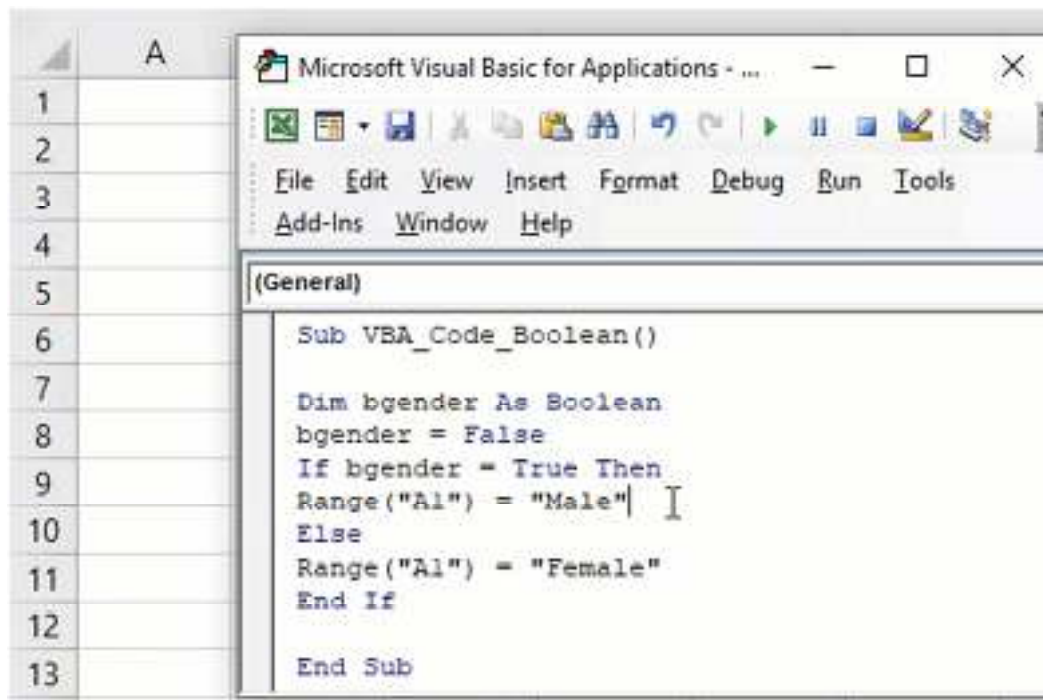 A
Microsoft Visual Basic for Applications - ...
1
2
3
4
5
6
7
8
9
10
11
12
13
File Edit View Insert Format Debug Run Tools
Add-Ins Window Help
(General)
Sub VBA_Code_Boolean()
Dim bgender As Boolean
bgender = False
If bgender = True Then
Range("A1") = "Male"
Else
Range("A1") = "Female"
End If
End Sub